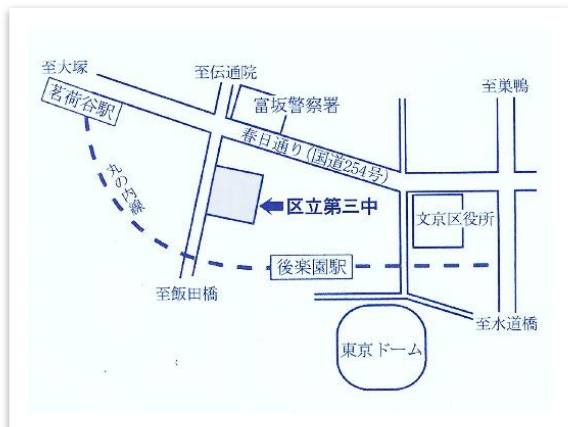 至大塚
至伝通院
至巣鴨
茗荷谷駅
富坂警察署
春日通り(国道254号)
丸の内線
区立第三中
文京区役所
後楽園駅
至飯田橋
至水道橋
東京ドーム